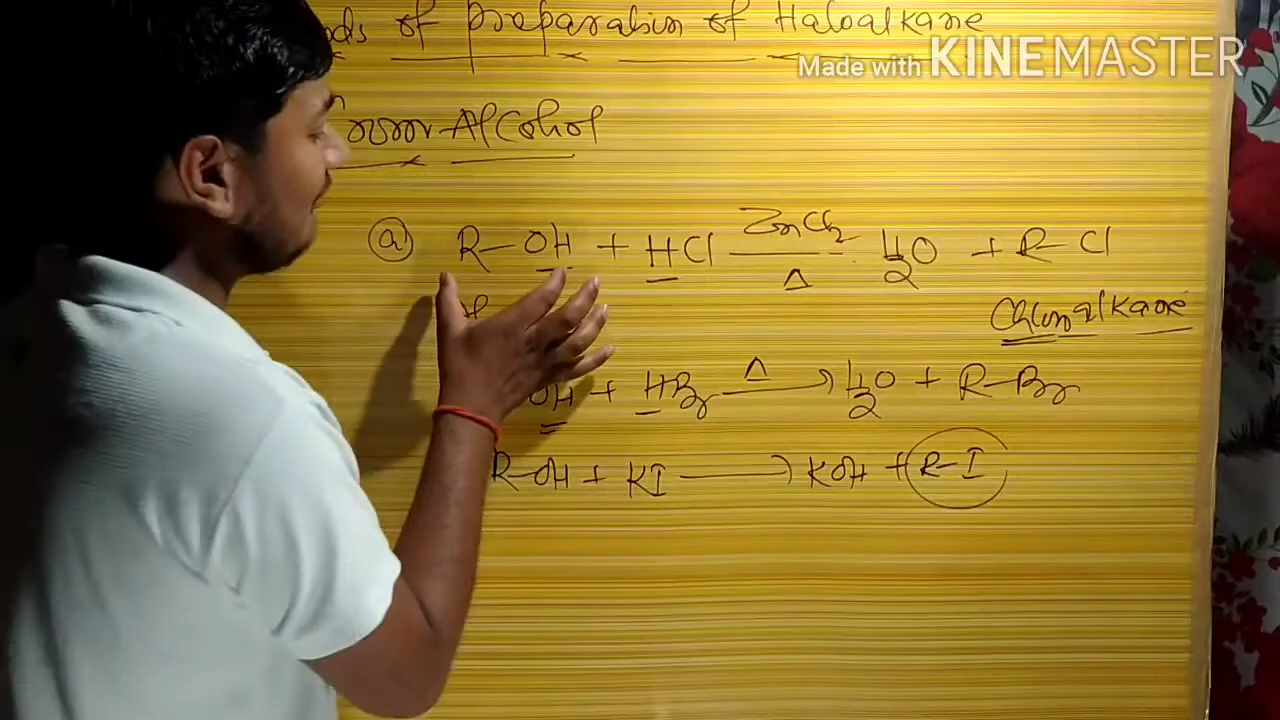 of preparation of Haloalkane
Made with KINEMASTER
Alcohol
(a) R-OH + HCl ZnCl2 Δ H2O + R-Cl
Chloroalkane
OH + HBr Δ → H2O + R-Br
R-OH + KI → KOH + R-I